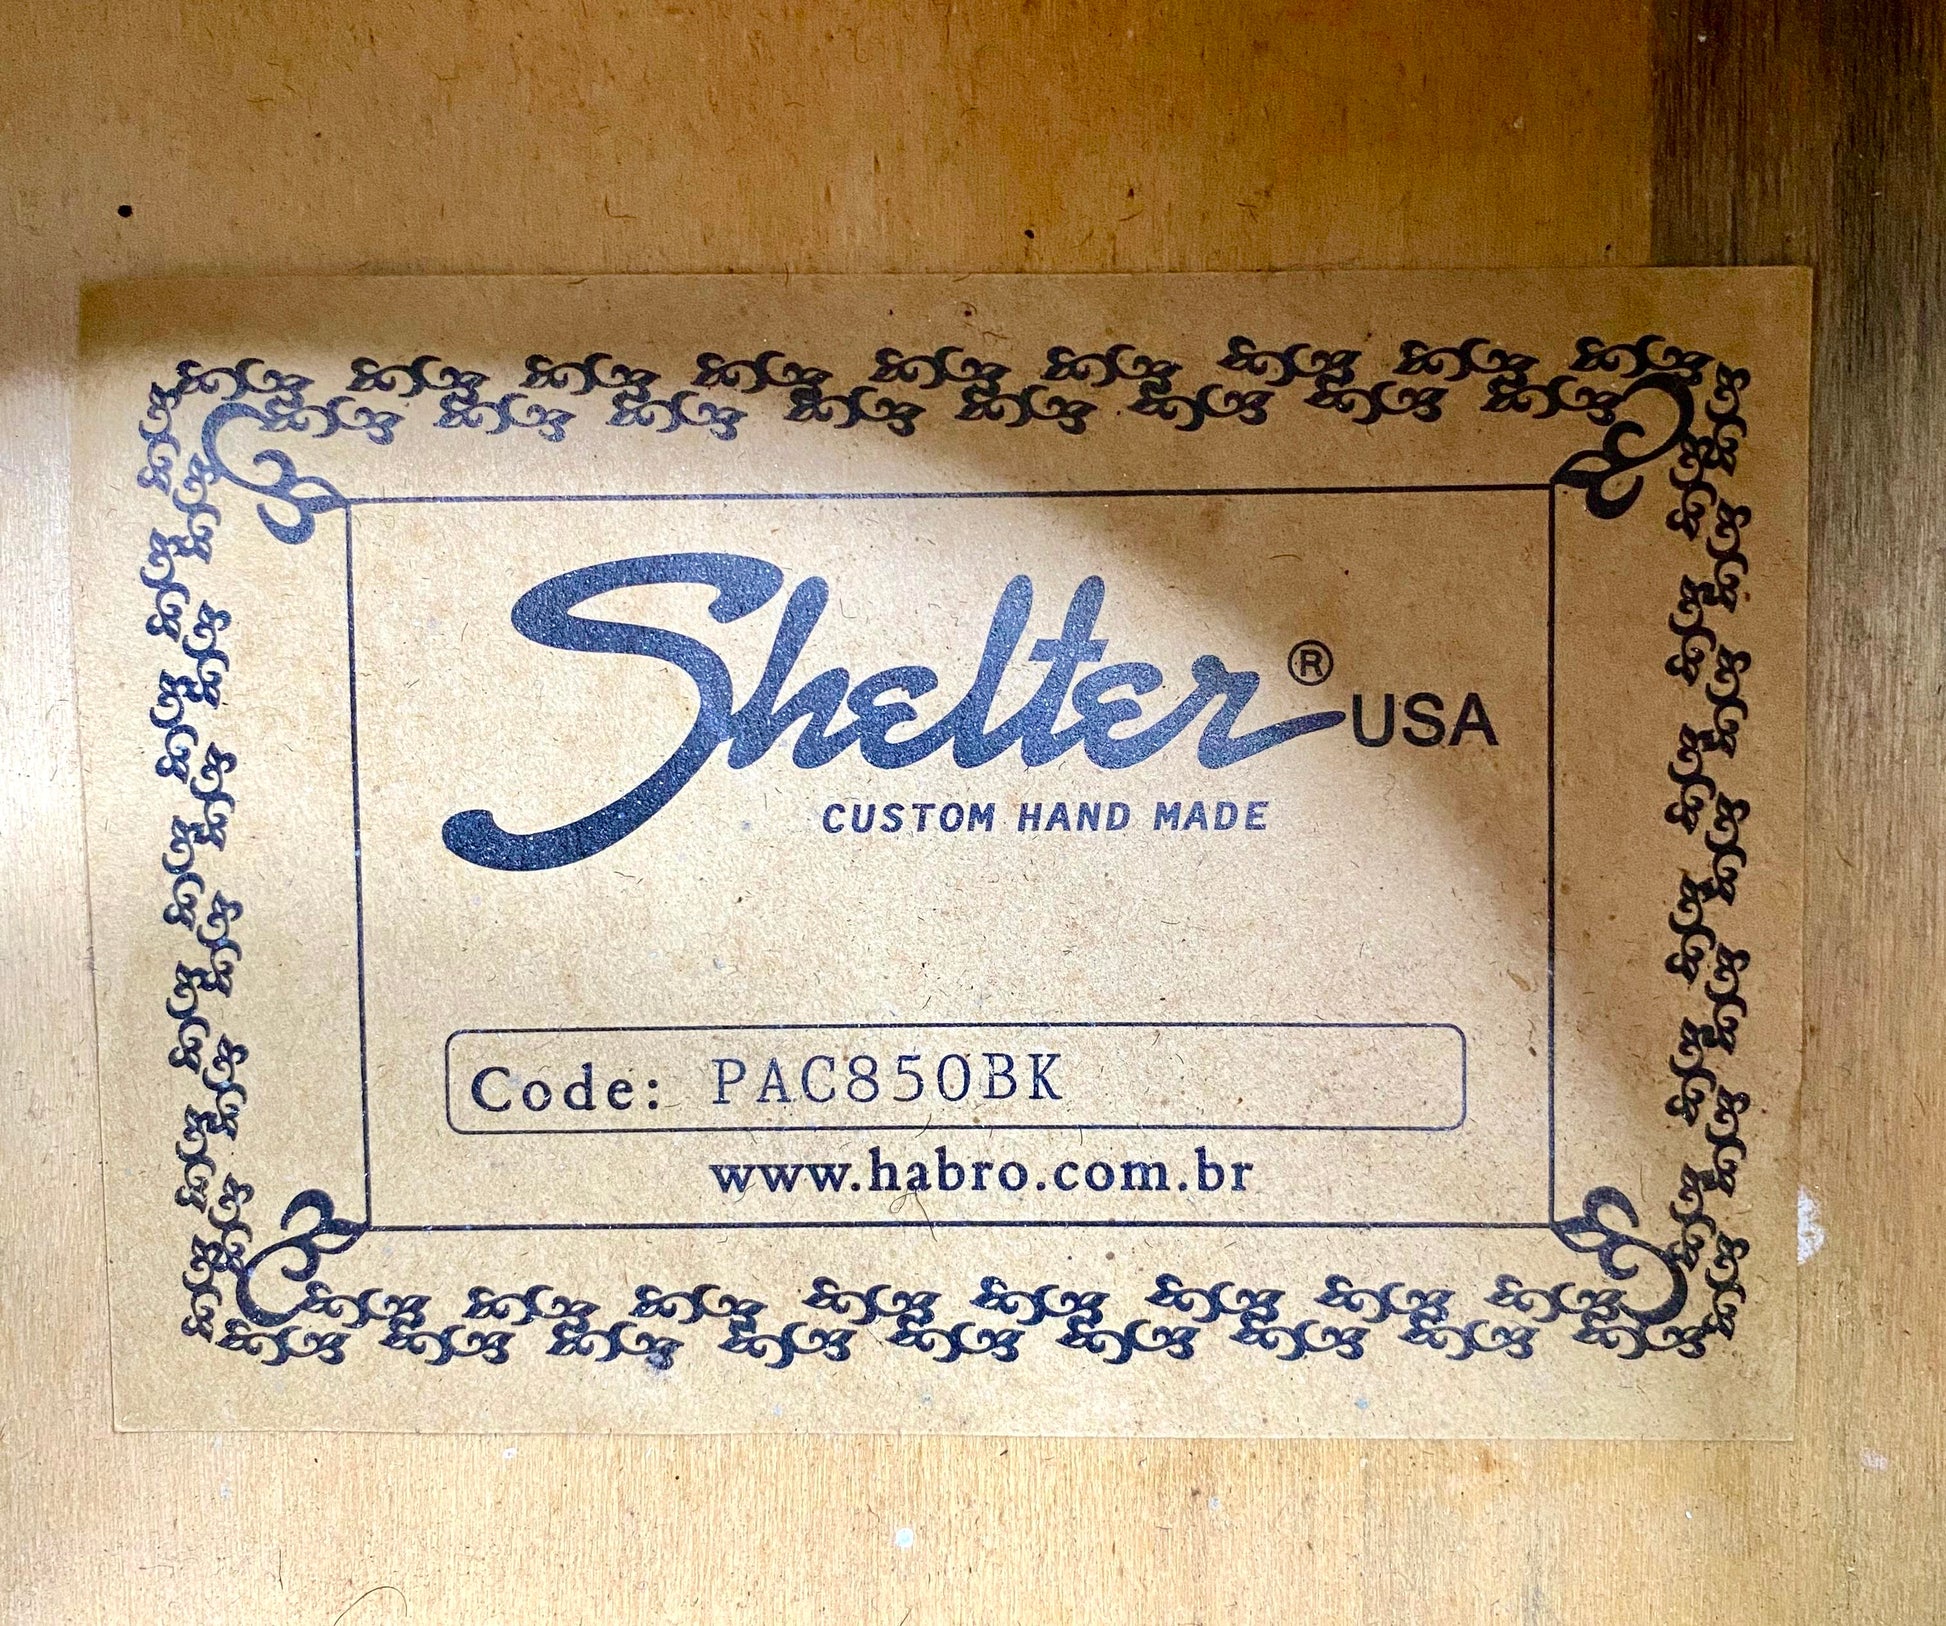 Shelter® USA
CUSTOM HAND MADE
Code: PAC850BK
www.habro.com.br